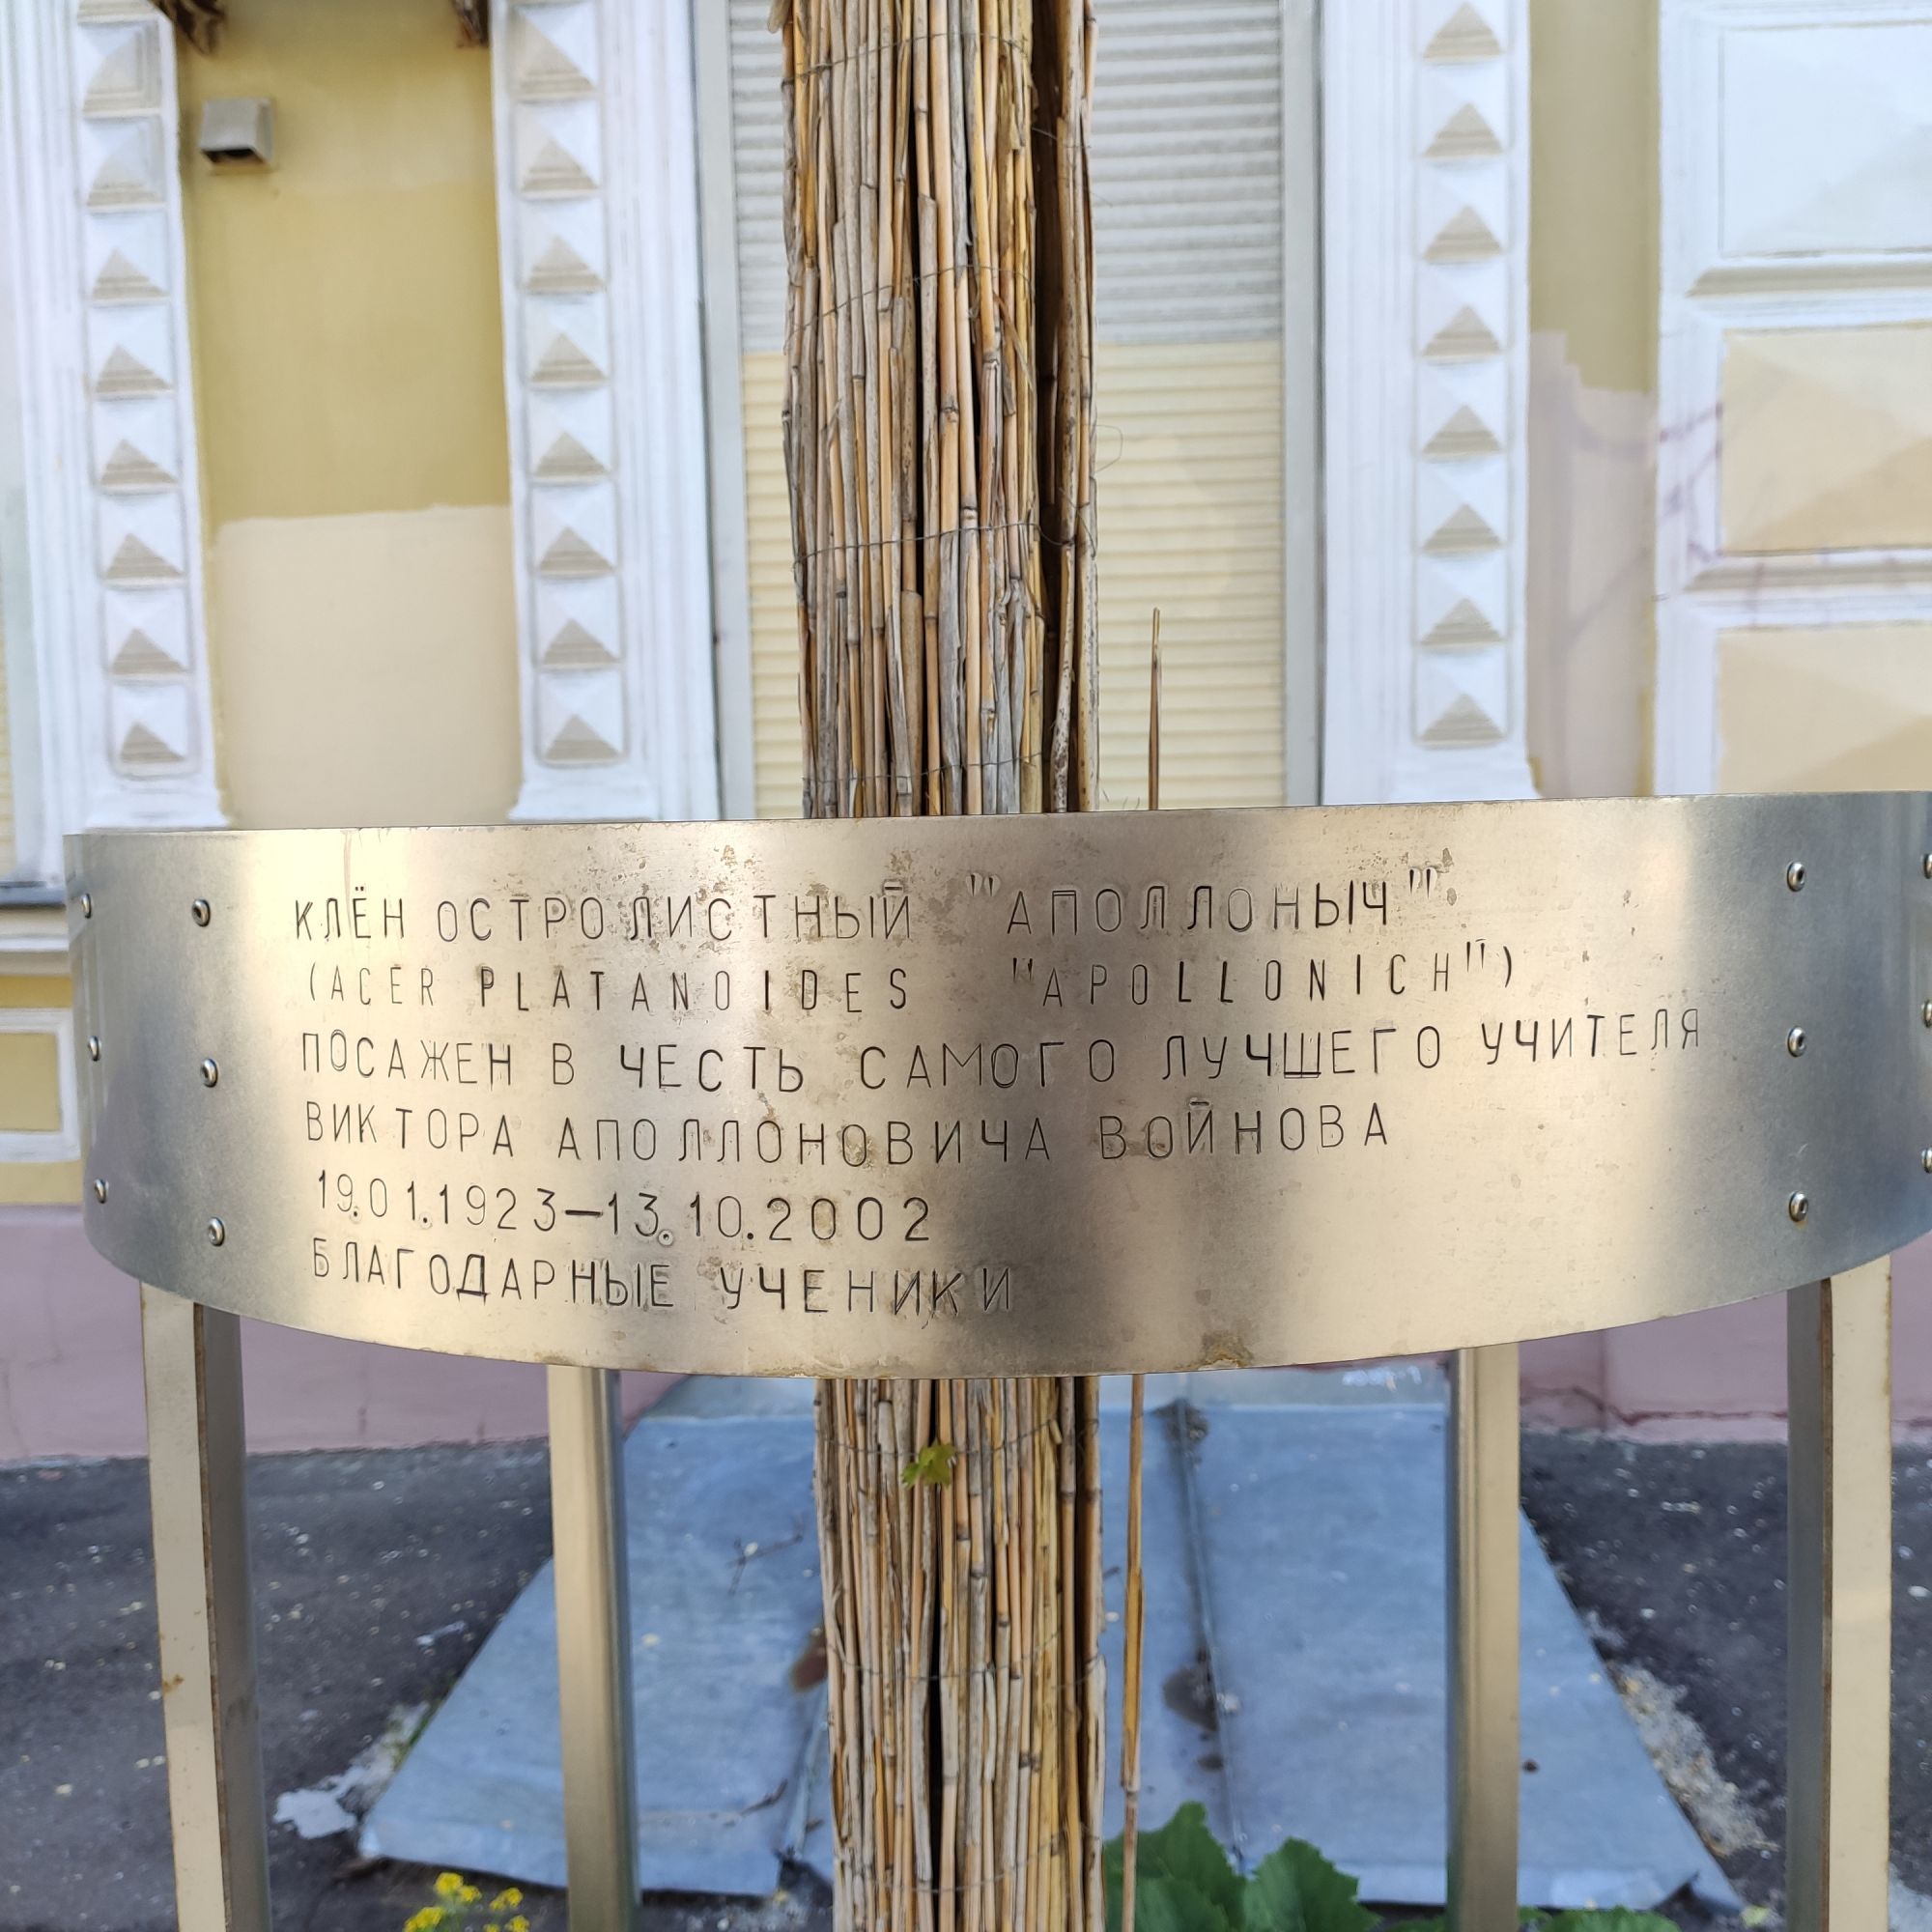 КЛЁН ОСТРОЛИСТНЫЙ "АПОЛЛОНЫЧ"
(ACER PLATANOIDES "APOLLONICH")
ПОСАЖЕН В ЧЕСТЬ САМОГО ЛУЧШЕГО УЧИТЕЛЯ
ВИКТОРА АПОЛЛОНОВИЧА ВОЙНОВА
19.01.1923-13.10.2002
БЛАГОДАРНЫЕ УЧЕНИКИ